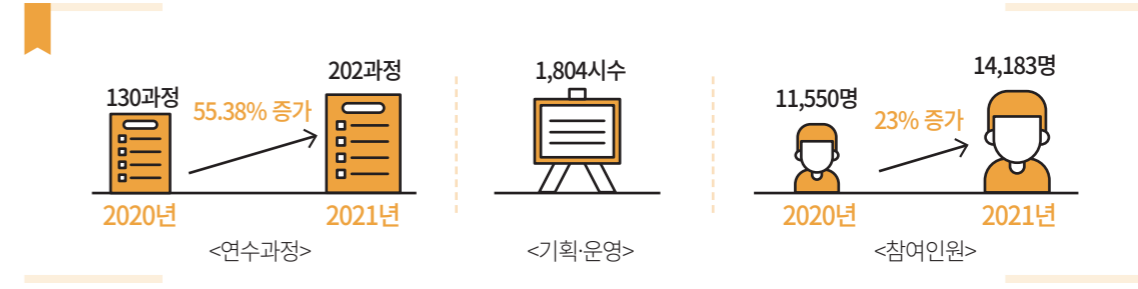 130과정
55.38% 증가
202과정
2020년
2021년
<연수과정>
1,804시수
<기획·운영>
11,550명
23% 증가
14,183명
2020년
2021년
<참여인원>